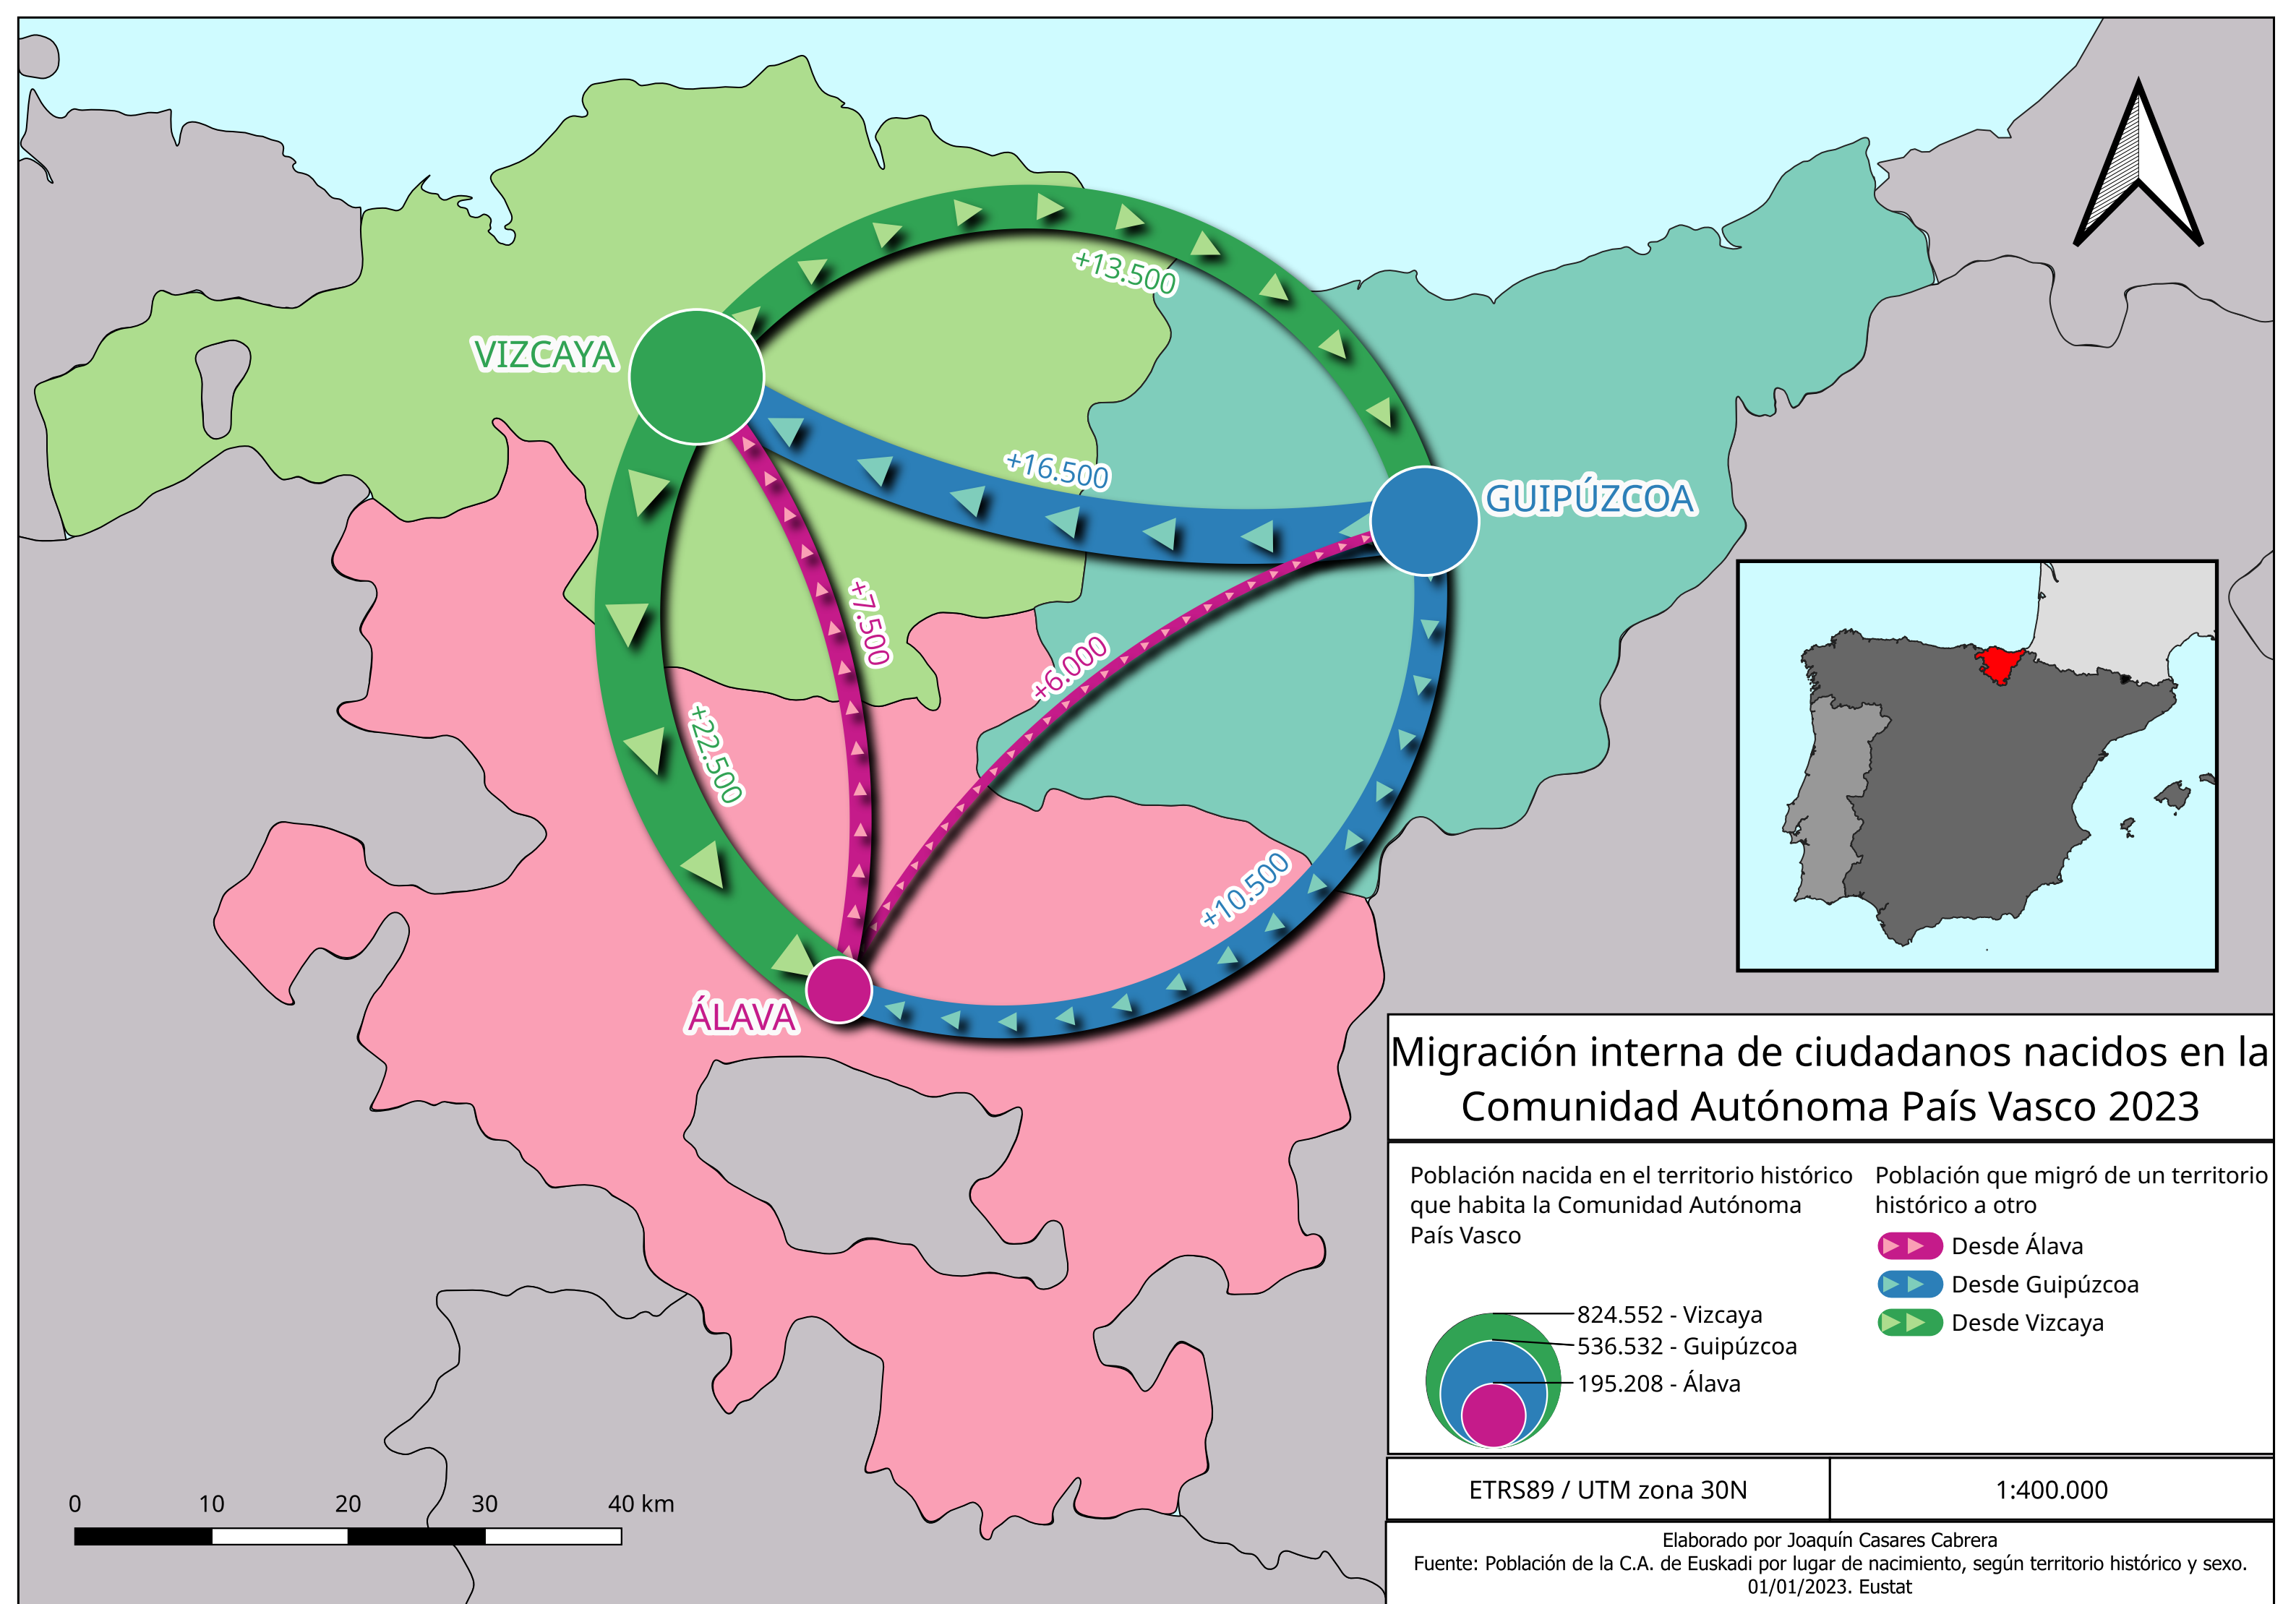 +13.500
VIZCAYA
+16.500
GUIPÚZCOA
+7.500
+6.000
+22.500
+10.500
ÁLAVA
Migración interna de ciudadanos nacidos en la
Comunidad Autónoma País Vasco 2023
Población nacida en el territorio histórico
que habita la Comunidad Autónoma
País Vasco
824.552 - Vizcaya
536.532 - Guipúzcoa
195.208 - Álava
Población que migró de un territorio
histórico a otro
Desde Álava
Desde Guipúzcoa
Desde Vizcaya
0 10 20 30 40 km
ETRS89 / UTM zona 30N
1:400.000
Elaborado por Joaquín Casares Cabrera
Fuente: Población de la C.A. de Euskadi por lugar de nacimiento, según territorio histórico y sexo.
01/01/2023. Eustat